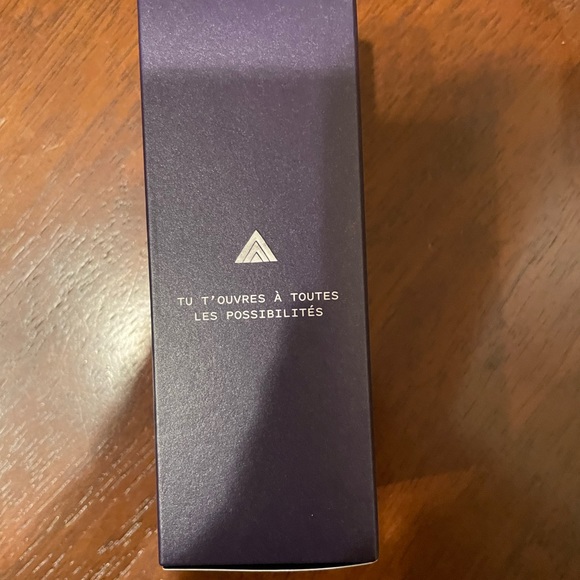 TU T'OUVRES À TOUTES
LES POSSIBILITÉS